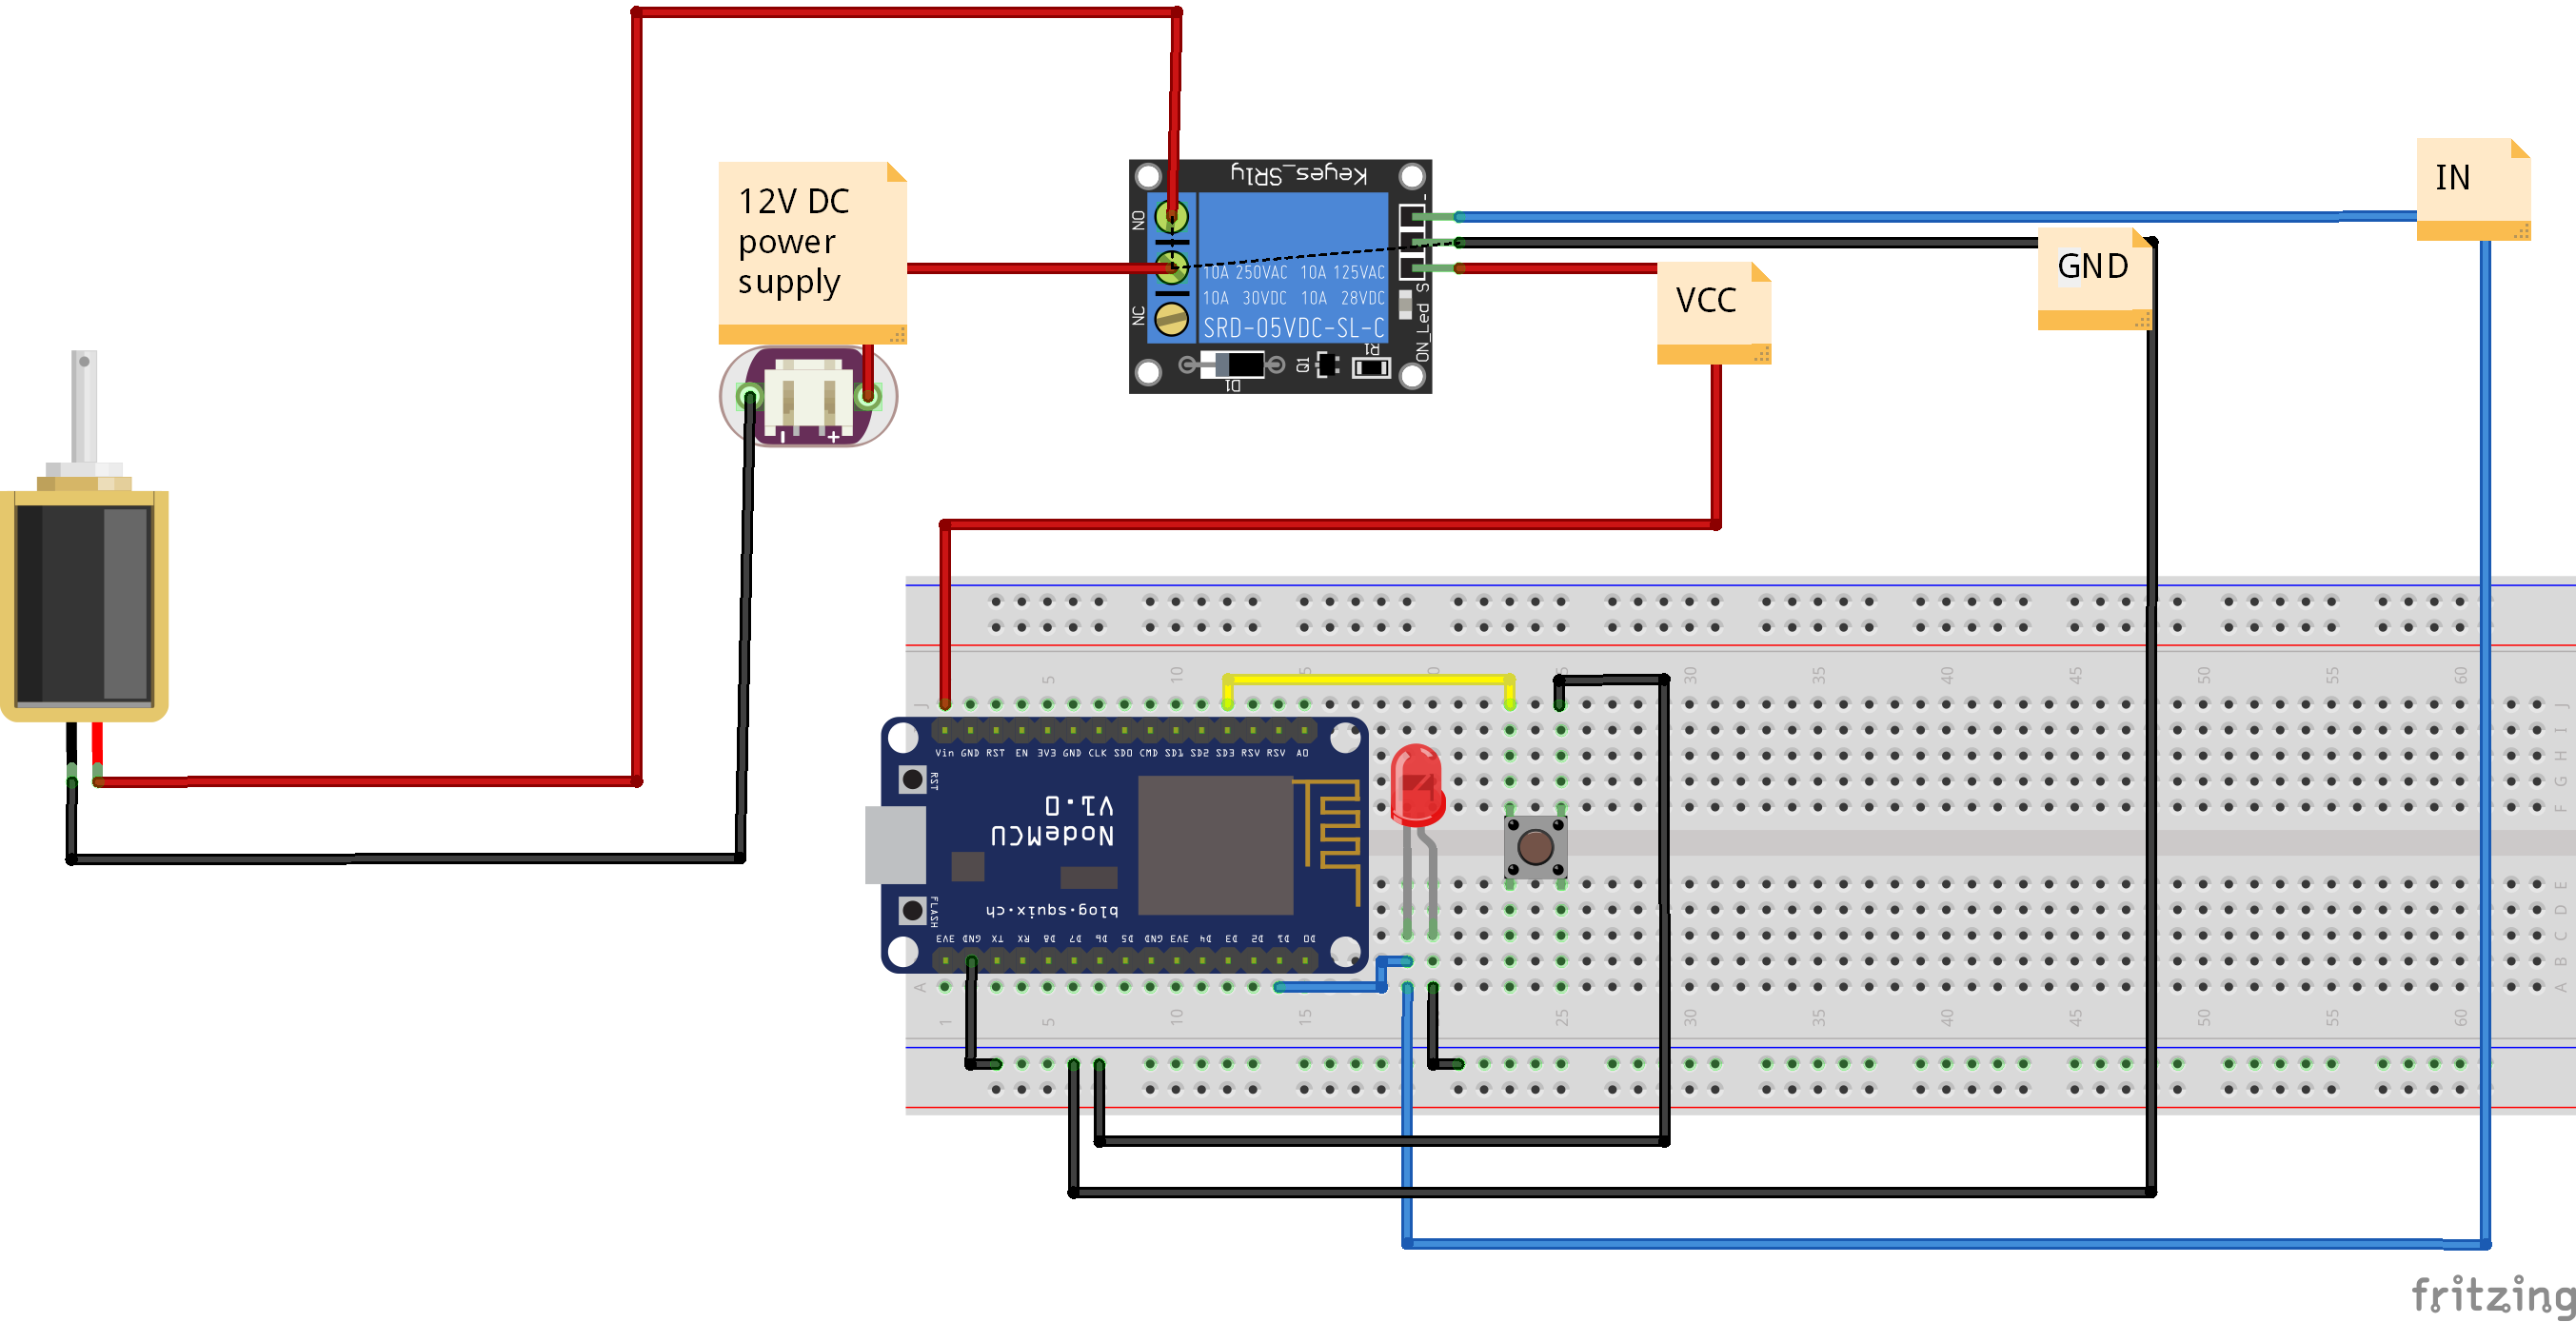 12V DC
power
supply
Keyes_SR1y
NO
NC
10A 250VAC 10A 125VAC
10A 30VDC 10A 28VDC
SRD-05VDC-SL-C
ON_Led
S
-
D1
Q1
R1
IN
GND
VCC
- +
5 10 15 20 25 30 35 40 45 50 55 60
J
I
H
G
F
Vin GND RST EN 3V3 GND CLK SD0 CMD SD1 SD2 SD3 RSV RSV A0
RST
NodeMCU
V1.0
FLASH
blog.squix.ch
3V3 GND TX RX D8 D7 D6 D5 GND 3V3 D4 D3 D2 D1 D0
E
D
C
B
A
1 5 10 15 25 30 35 40 45 50 55 60
fritzing